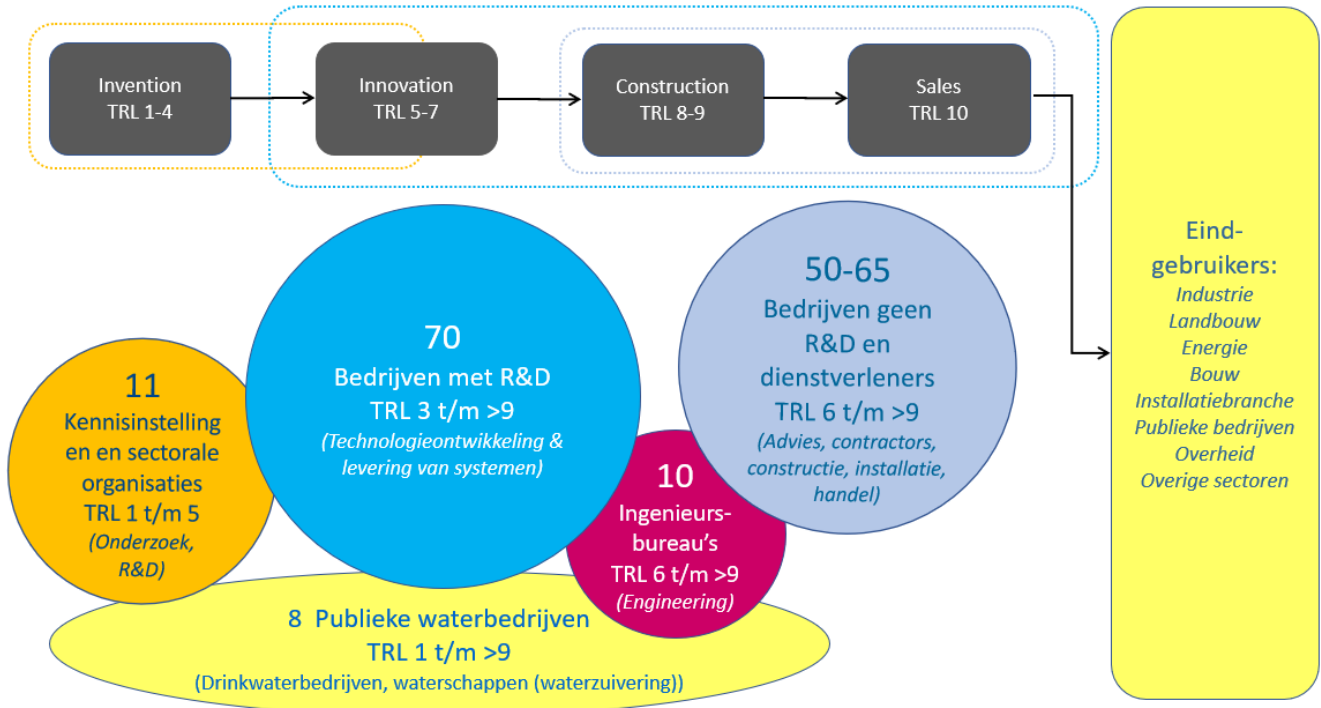 Invention
TRL 1-4
Innovation
TRL 5-7
Construction
TRL 8-9
Sales
TRL 10
11
Kennisinstelling
en en sectorale
organisaties
TRL 1 t/m 5
(Onderzoek,
R&D)
70
Bedrijven met R&D
TRL 3 t/m >9
(Technologieontwikkeling &
levering van systemen)
10
Ingenieurs-
bureau's
TRL 6 t/m >9
(Engineering)
50-65
Bedrijven geen
R&D en
dienstverleners
TRL 6 t/m >9
(Advies, contractors,
constructie, installatie,
handel)
8 Publieke waterbedrijven
TRL 1 t/m >9
(Drinkwaterbedrijven, waterschappen (waterzuivering))
Eind-
gebruikers:
Industrie
Landbouw
Energie
Bouw
Installatiebranche
Publieke bedrijven
Overheid
Overige sectoren